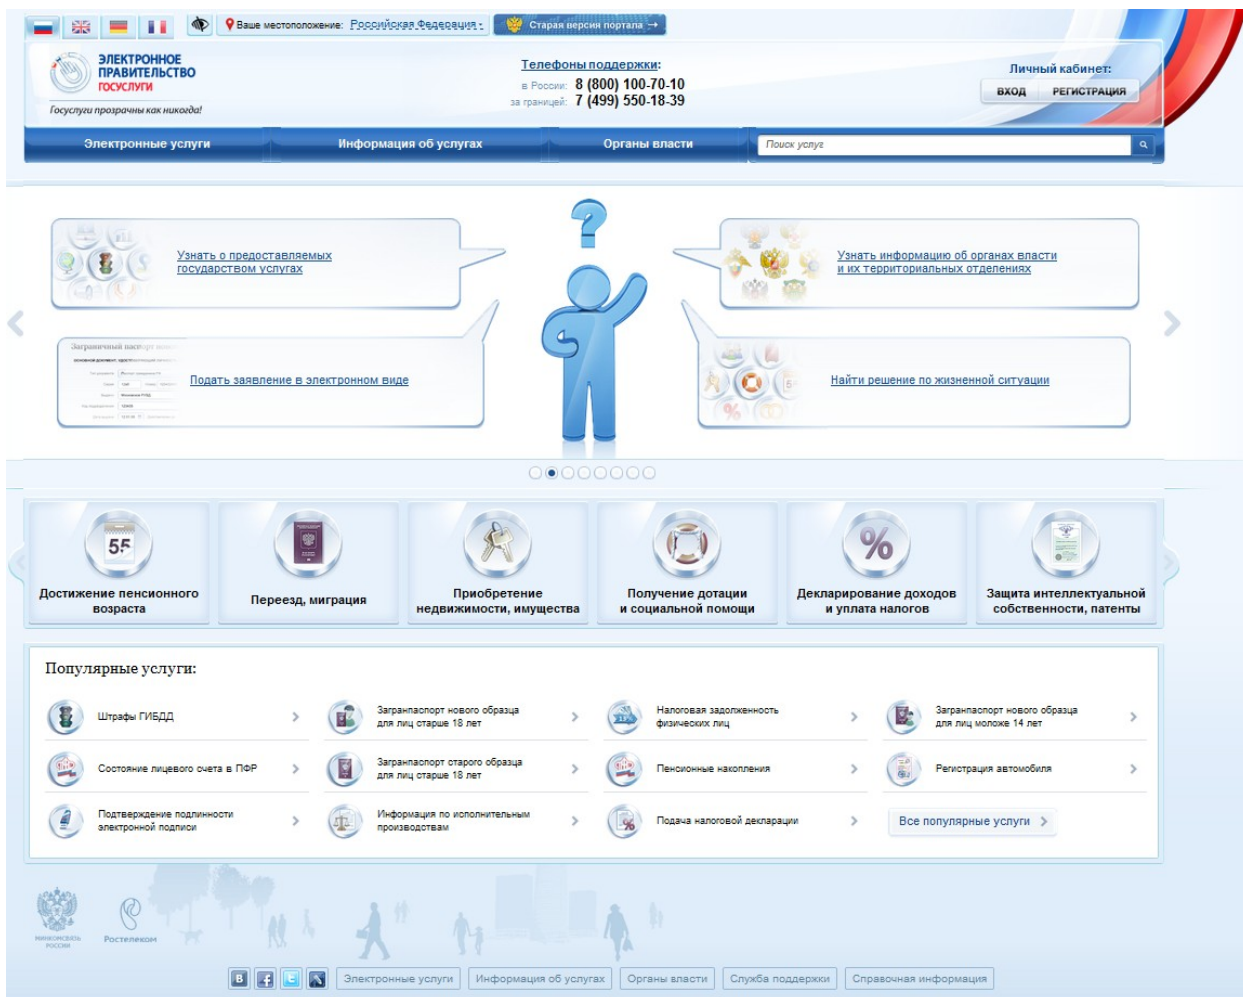 Ваше местоположение: Российская Федерация
Старая версия портала →
ЭЛЕКТРОННОЕ
ПРАВИТЕЛЬСТВО
ГОСУСЛУГИ
Госуслуги прозрачны как никогда!
Телефоны поддержки:
в России: 8 (800) 100-70-10
за границей: 7 (499) 550-18-39
Личный кабинет:
ВХОД РЕГИСТРАЦИЯ
Электронные услуги Информация об услугах Органы власти Поиск услуг
?
Узнать о предоставляемых
государством услугах
Узнать информацию об органах власти
и их территориальных отделениях
Заграничный паспорт
Подать заявление в электронном виде
Найти решение по жизненной ситуации
55
%
Достижение пенсионного
возраста
Переезд, миграция
Приобретение
недвижимости, имущества
Получение дотации
и социальной помощи
Декларирование доходов
и уплата налогов
Защита интеллектуальной
собственности, патенты
Популярные услуги:
Штрафы ГИБДД
Загранпаспорт нового образца
для лиц старше 18 лет
Налоговая задолженность
физических лиц
Загранпаспорт нового образца
для лиц моложе 14 лет
Состояние лицевого счета в ПФР
Загранпаспорт старого образца
для лиц старше 18 лет
Пенсионные накопления
Регистрация автомобиля
Подтверждение подлинности
электронной подписи
Информация по исполнительным
производствам
Подача налоговой декларации
Все популярные услуги
МИНКОМСВЯЗЬ
РОССИИ
Ростелеком
Электронные услуги Информация об услугах Органы власти Служба поддержки Справочная информация